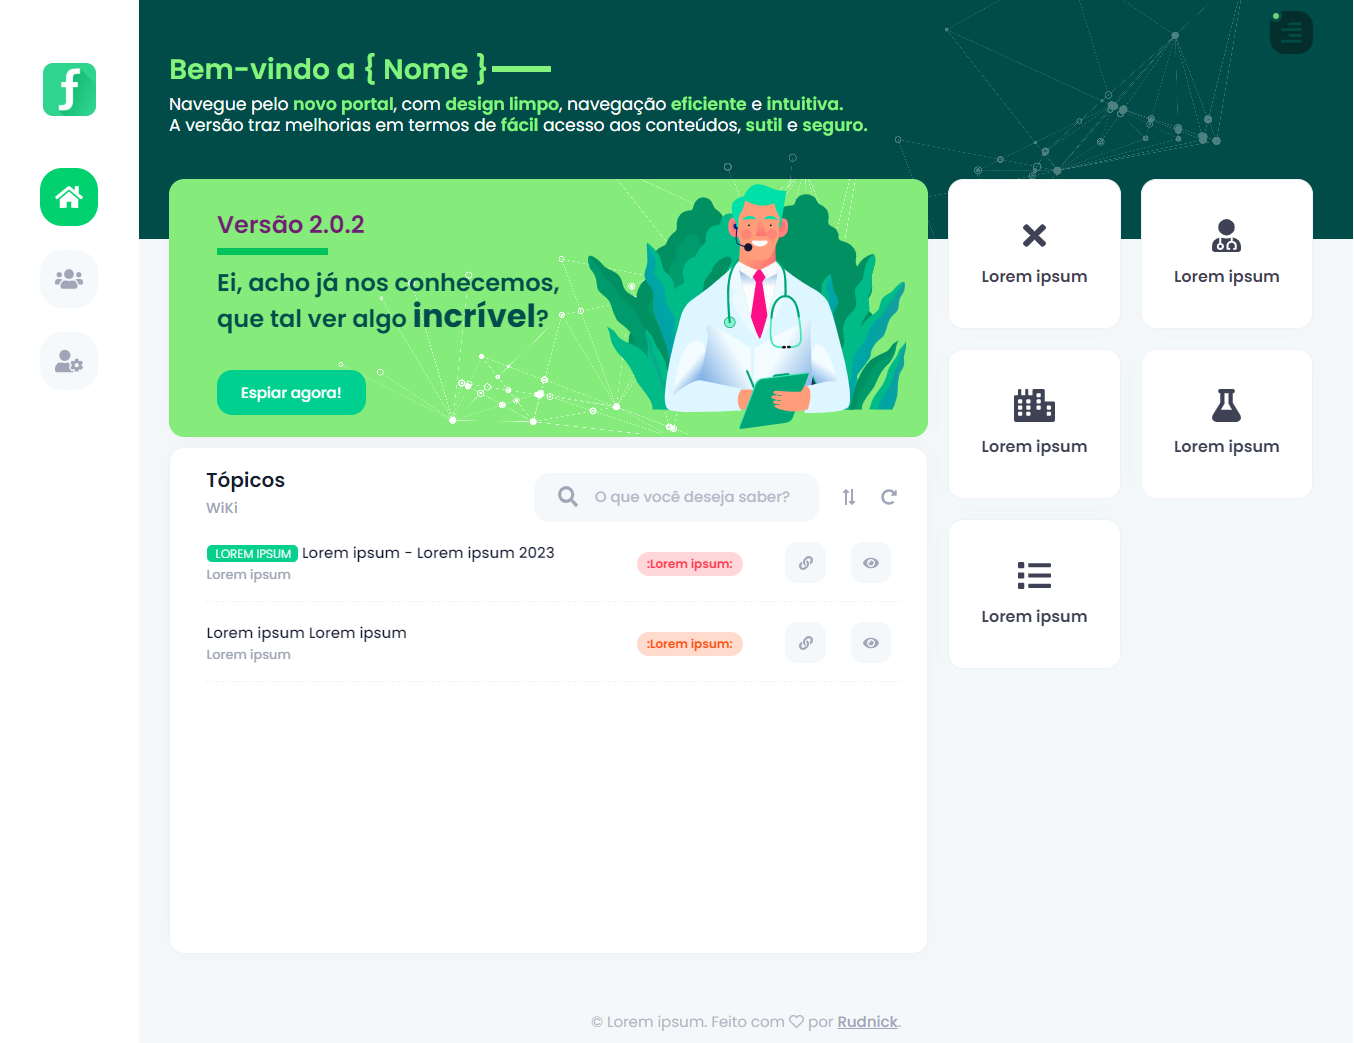 f
Bem-vindo a { Nome }
Navegue pelo novo portal, com design limpo, navegação eficiente e intuitiva.
A versão traz melhorias em termos de fácil acesso aos conteúdos, sutil e seguro.
Versão 2.0.2
Ei, acho já nos conhecemos,
que tal ver algo incrível?
Espiar agora!
Lorem ipsum
Lorem ipsum
Lorem ipsum
Lorem ipsum
Lorem ipsum
Tópicos
WiKi
O que você deseja saber?
LOREM IPSUM Lorem ipsum - Lorem ipsum 2023
Lorem ipsum
:Lorem ipsum:
Lorem ipsum Lorem ipsum
Lorem ipsum
:Lorem ipsum:
© Lorem ipsum. Feito com ♡ por Rudnick.